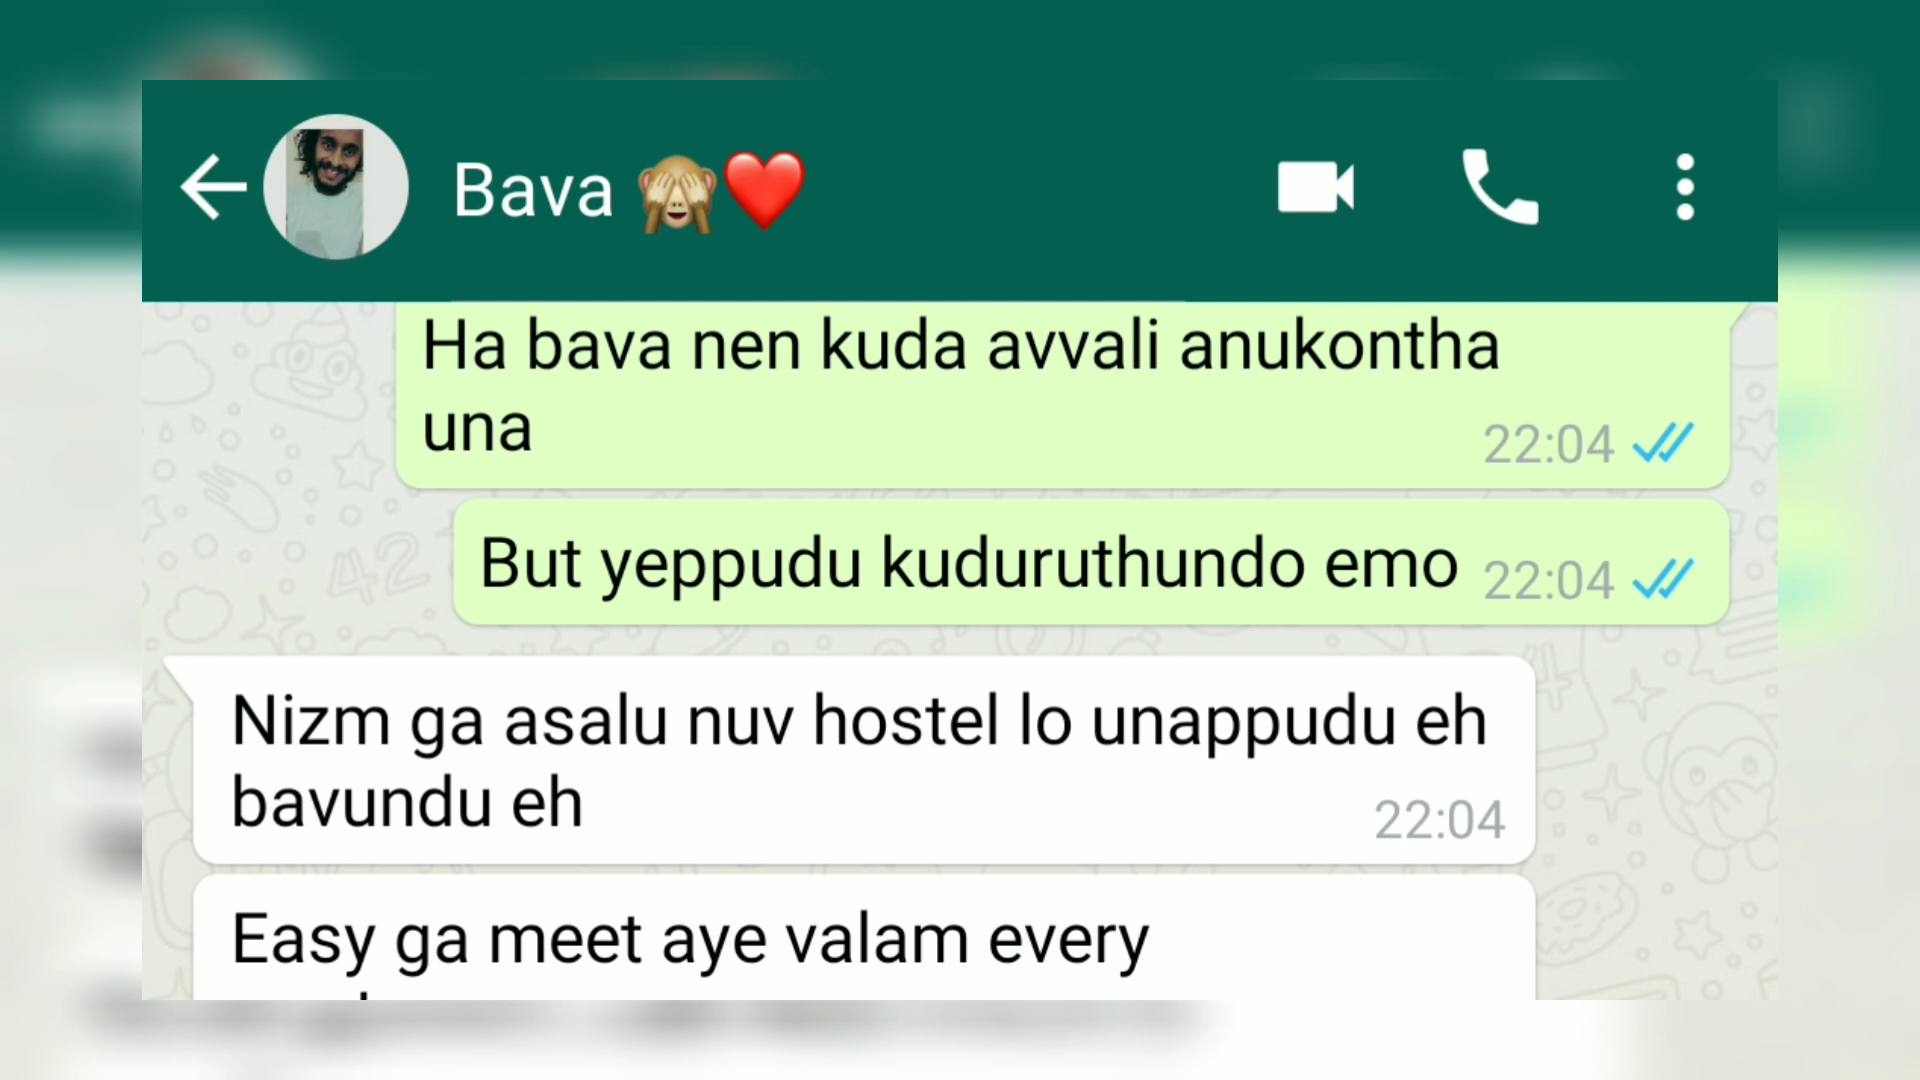 Bava 🙈❤️
Ha bava nen kuda avvali anukontha
una
22:04
But yeppudu kuduruthundo emo 22:04
Nizm ga asalu nuv hostel lo unappudu eh
bavundu eh
22:04
Easy ga meet aye valam every